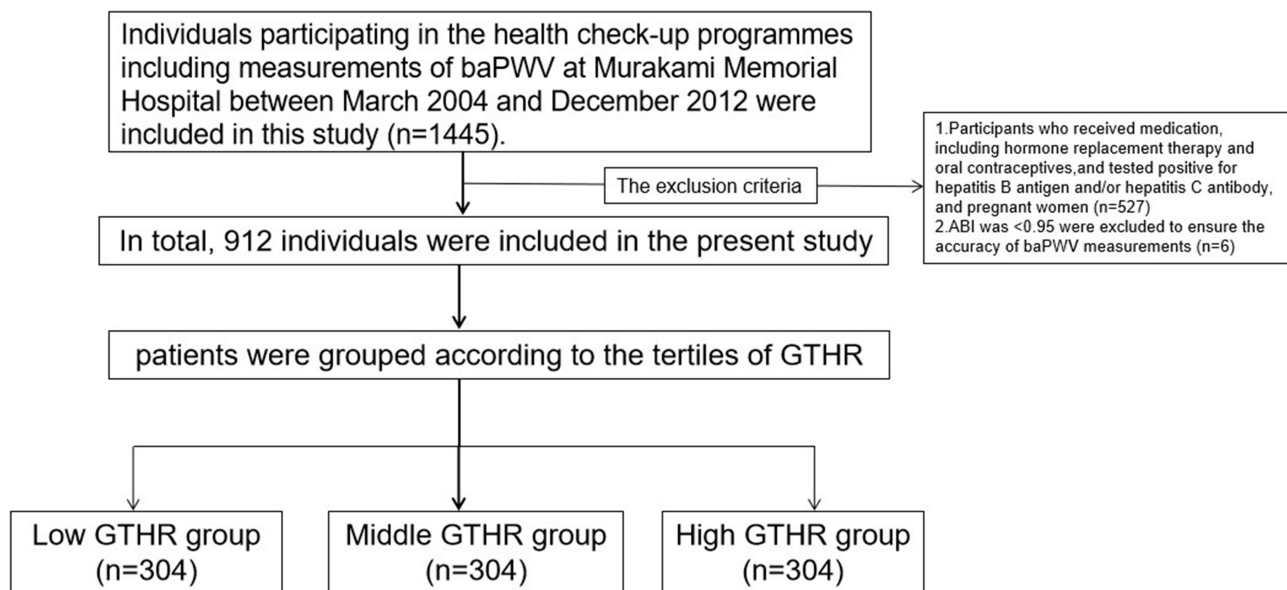 Individuals participating in the health check-up programmes
including measurements of baPWV at Murakami Memorial
Hospital between March 2004 and December 2012 were
included in this study (n=1445).
The exclusion criteria
1.Participants who received medication,
including hormone replacement therapy and
oral contraceptives,and tested positive for
hepatitis B antigen and/or hepatitis C antibody,
and pregnant women (n=527)
2.ABI was <0.95 were excluded to ensure the
accuracy of baPWV measurements (n=6)
In total, 912 individuals were included in the present study
patients were grouped according to the tertiles of GTHR
Low GTHR group
(n=304)
Middle GTHR group
(n=304)
High GTHR group
(n=304)